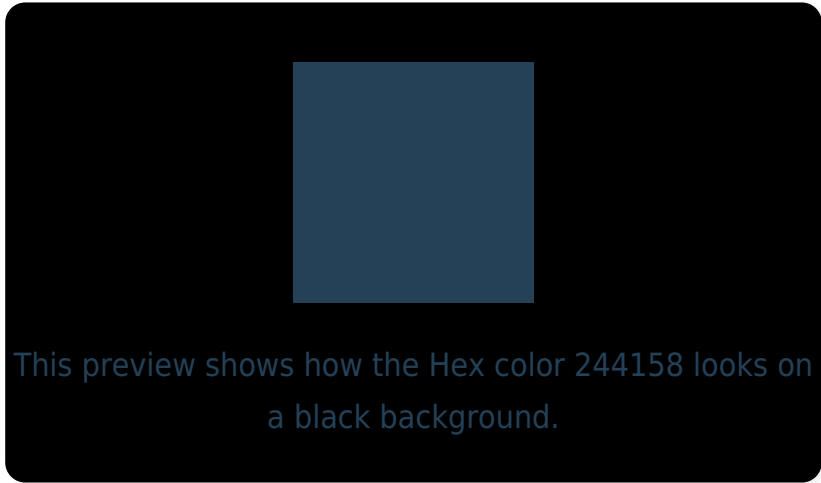 This preview shows how the Hex color 244158 looks on
a black background.